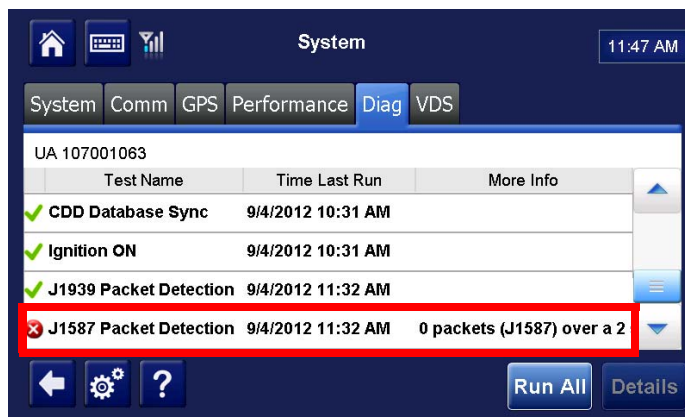 System
11:47 AM
System Comm GPS Performance Diag VDS
UA 107001063
Test Name Time Last Run More Info
CDD Database Sync 9/4/2012 10:31 AM
Ignition ON 9/4/2012 10:31 AM
J1939 Packet Detection 9/4/2012 11:32 AM
J1587 Packet Detection 9/4/2012 11:32 AM 0 packets (J1587) over a 2
? Run All Details